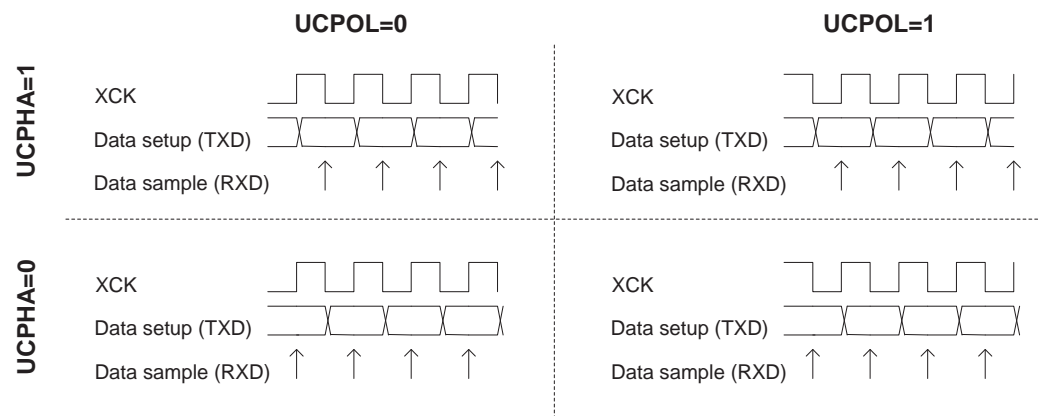 UCPOL=0
UCPOL=1
UCPHA=1
XCK
Data setup (TXD)
Data sample (RXD)
XCK
Data setup (TXD)
Data sample (RXD)
UCPHA=0
XCK
Data setup (TXD)
Data sample (RXD)
XCK
Data setup (TXD)
Data sample (RXD)